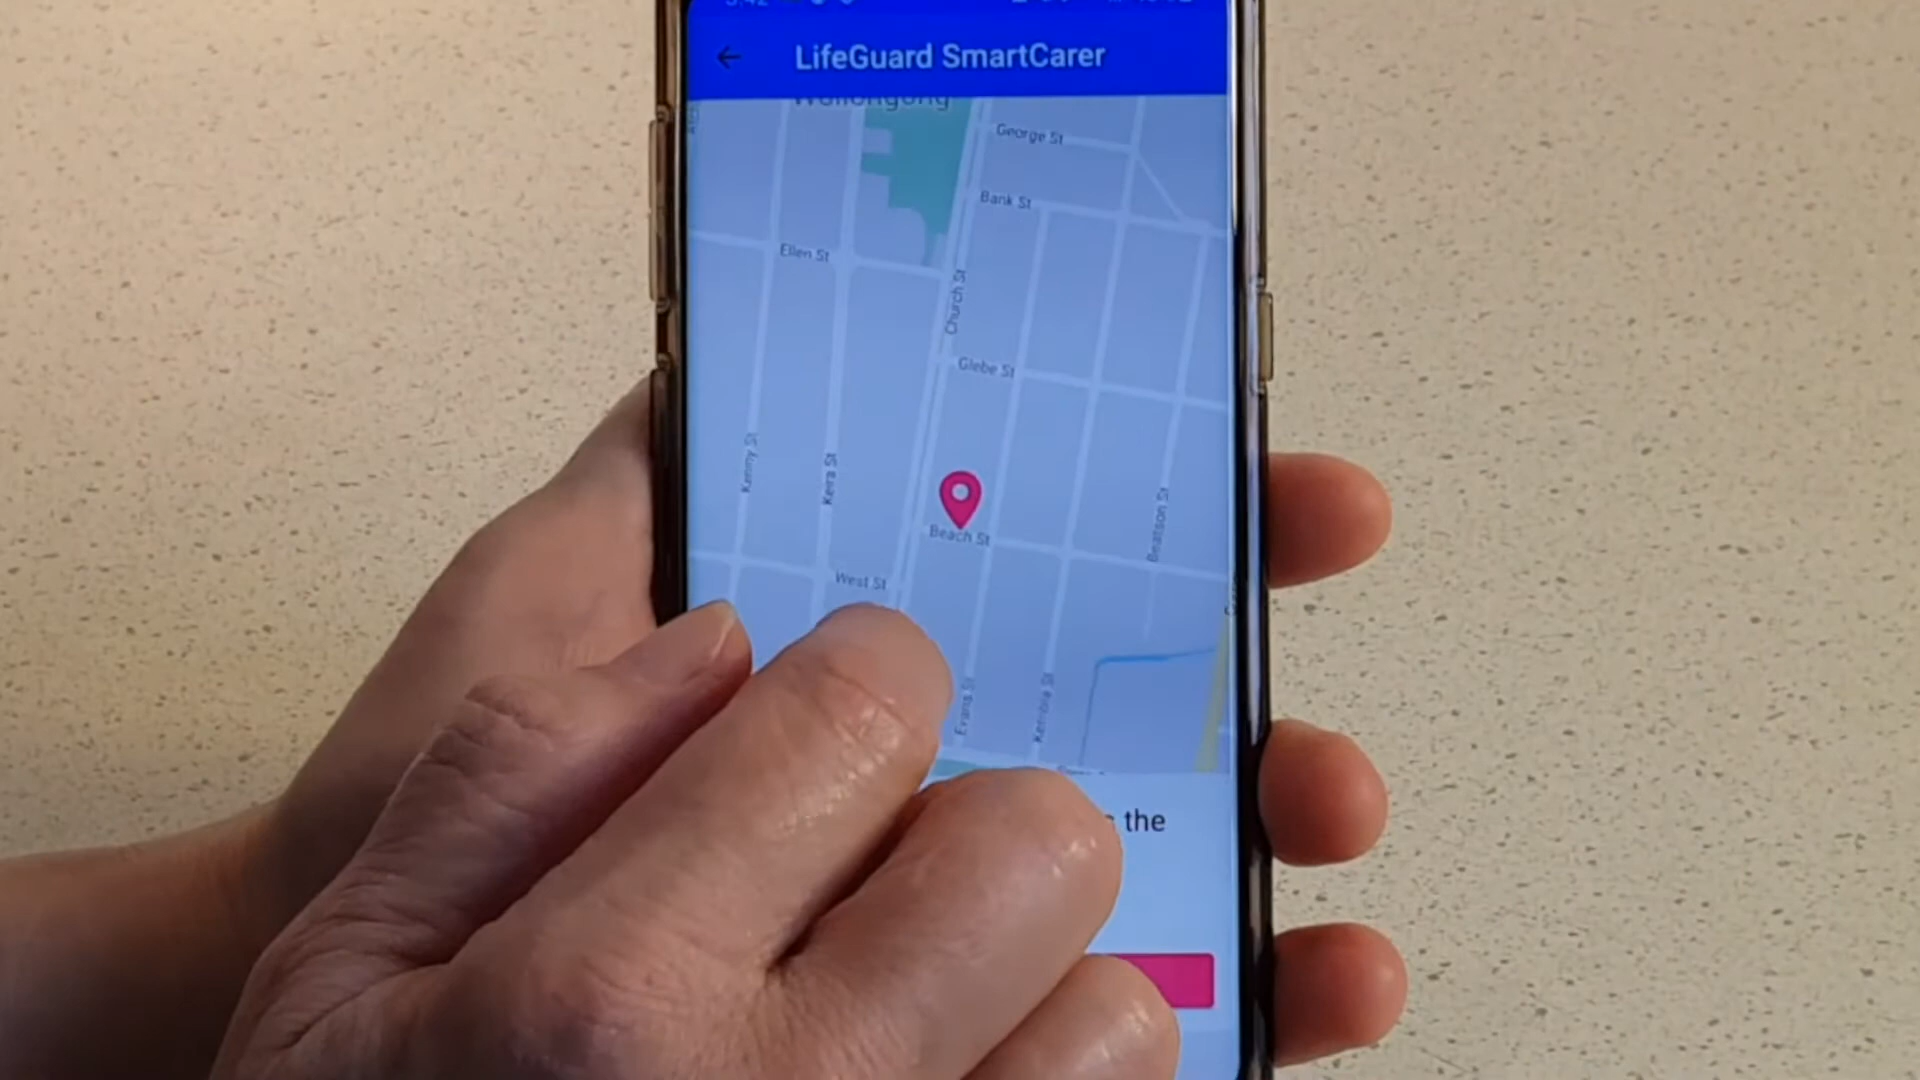 LifeGuard SmartCarer
Wollongong
George St
Bank St
Ellen St
Church St
Glebe St
Kenny St
Keira St
Beatson St
Beach St
West St
Evans St
Kembla St
the